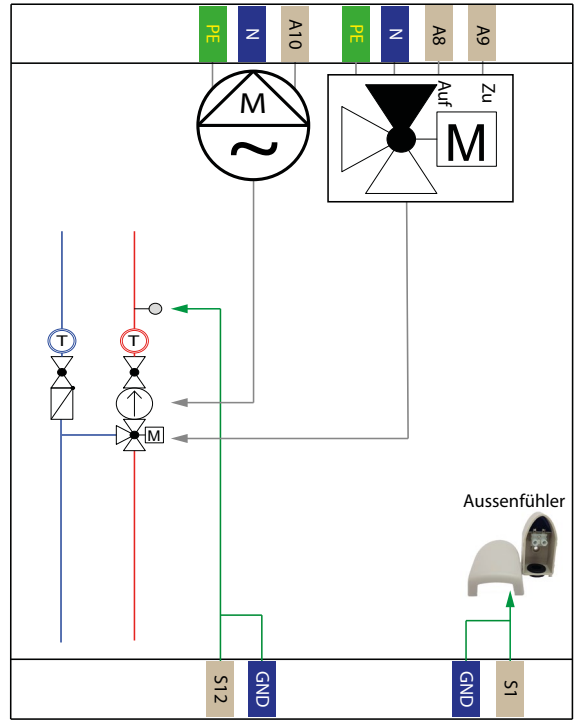 PE
N
A10
PE
N
A8
A9
M
~
Auf
Zu
M
T
T
M
Aussenfühler
S12
GND
GND
S1